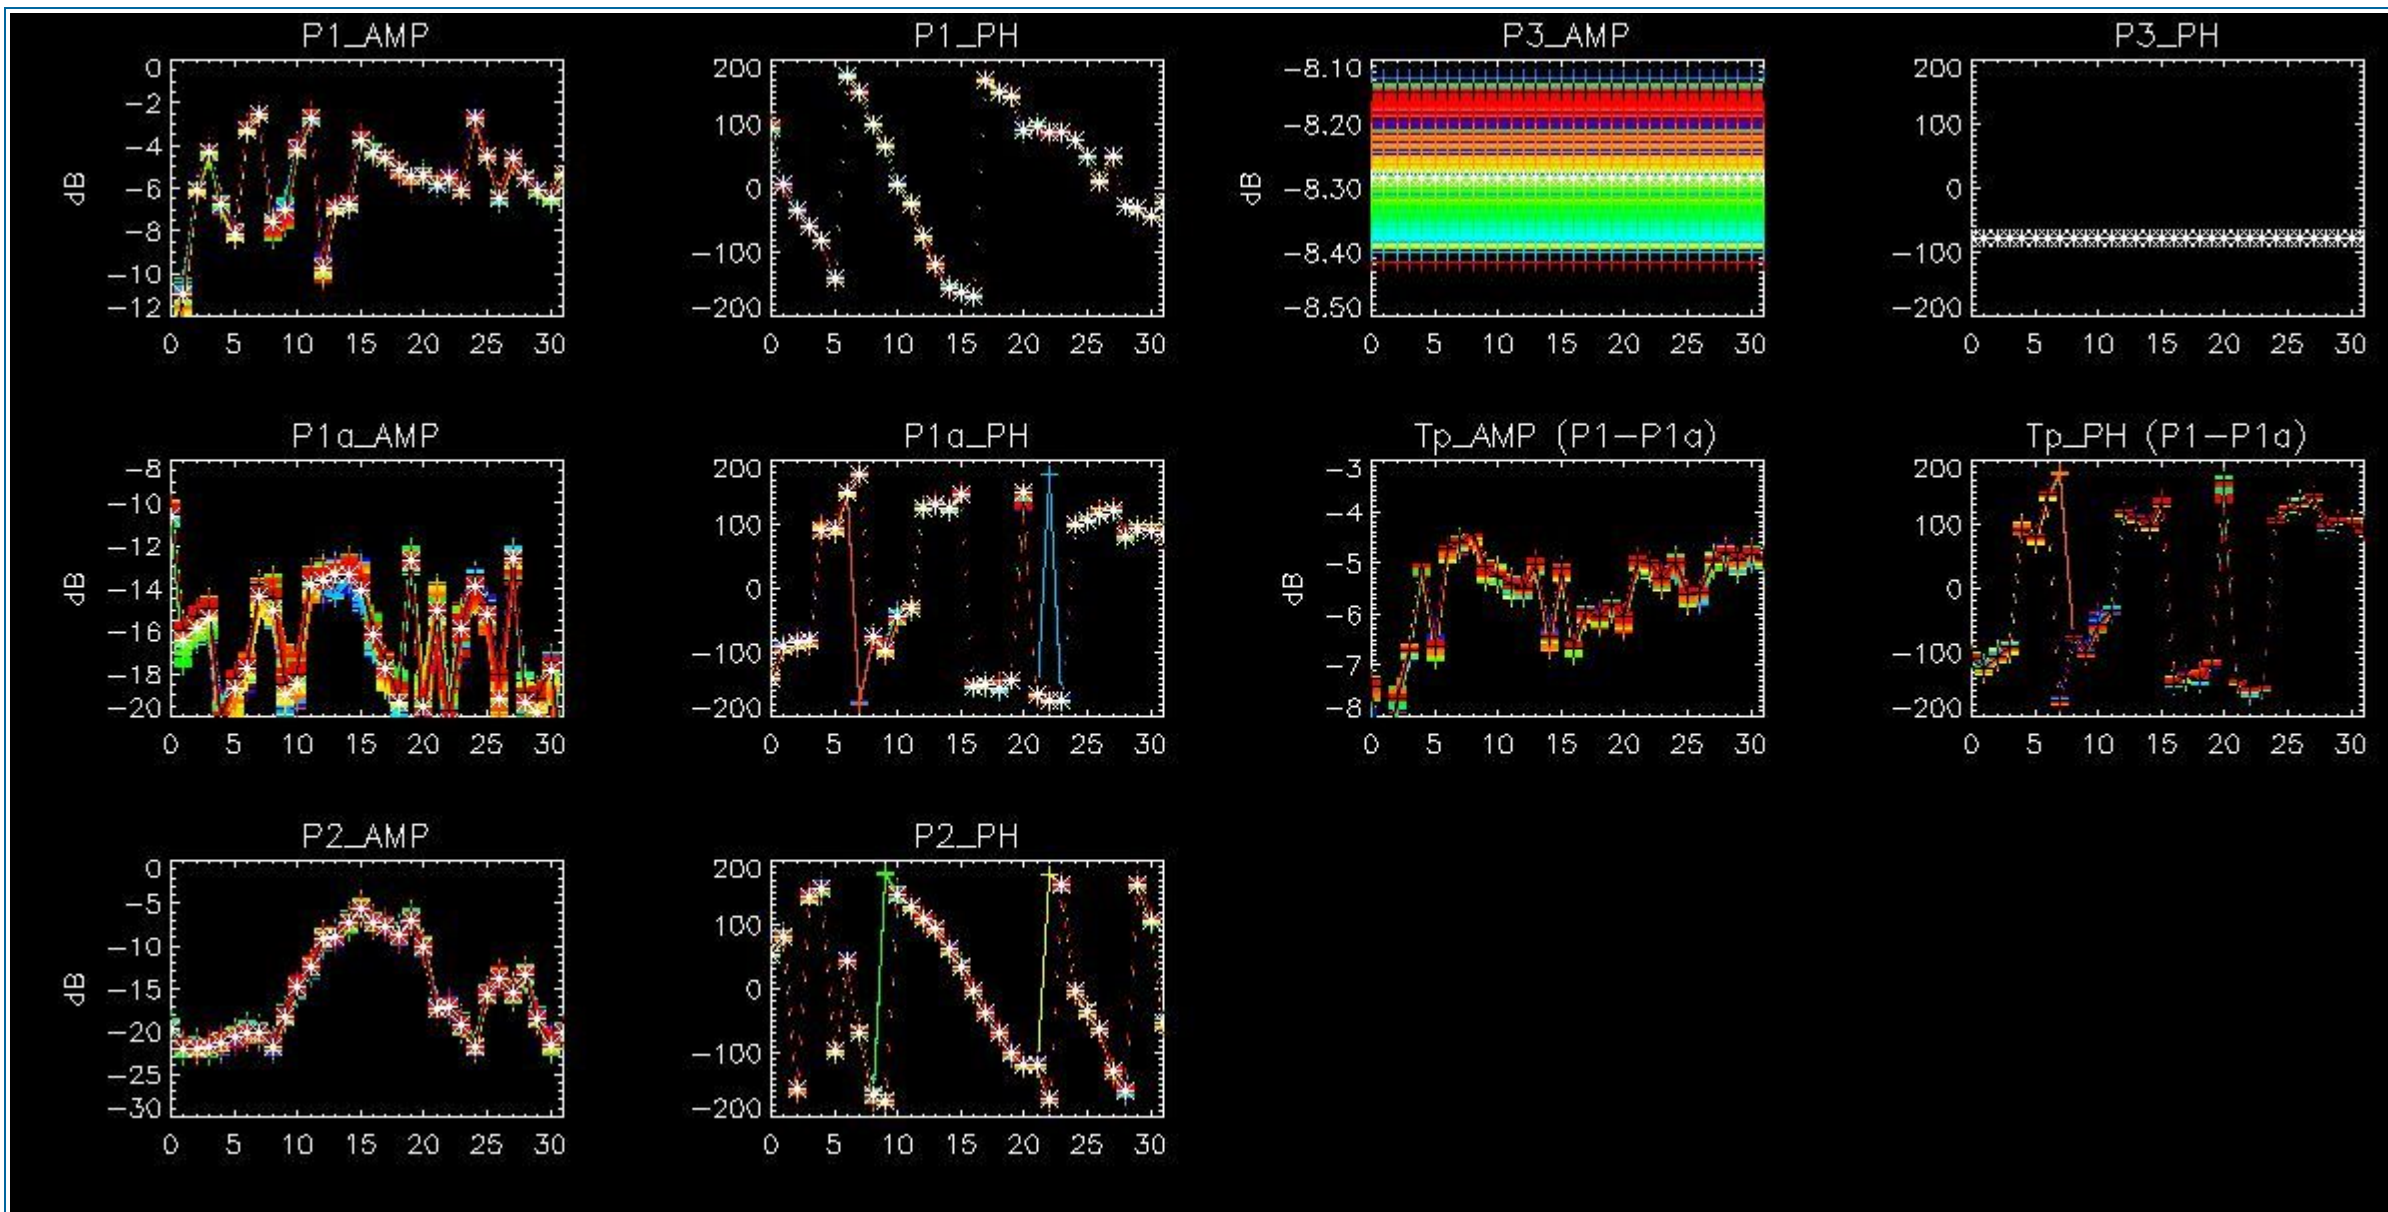 P1_AMP
0
−2
−4
−6
−8
−10
−12
dB
0 5 10 15 20 25 30
P1_PH
200
100
0
−100
−200
0 5 10 15 20 25 30
P3_AMP
−8.10
−8.20
−8.30
−8.40
−8.50
dB
0 5 10 15 20 25 30
P3_PH
200
100
0
−100
−200
0 5 10 15 20 25 30
P1a_AMP
−8
−10
−12
−14
−16
−18
−20
dB
0 5 10 15 20 25 30
P1a_PH
200
100
0
−100
−200
0 5 10 15 20 25 30
Tp_AMP (P1−P1a)
−3
−4
−5
−6
−7
−8
dB
0 5 10 15 20 25 30
Tp_PH (P1−P1a)
200
100
0
−100
−200
0 5 10 15 20 25 30
P2_AMP
0
−5
−10
−15
−20
−25
−30
dB
0 5 10 15 20 25 30
P2_PH
200
100
0
−100
−200
0 5 10 15 20 25 30